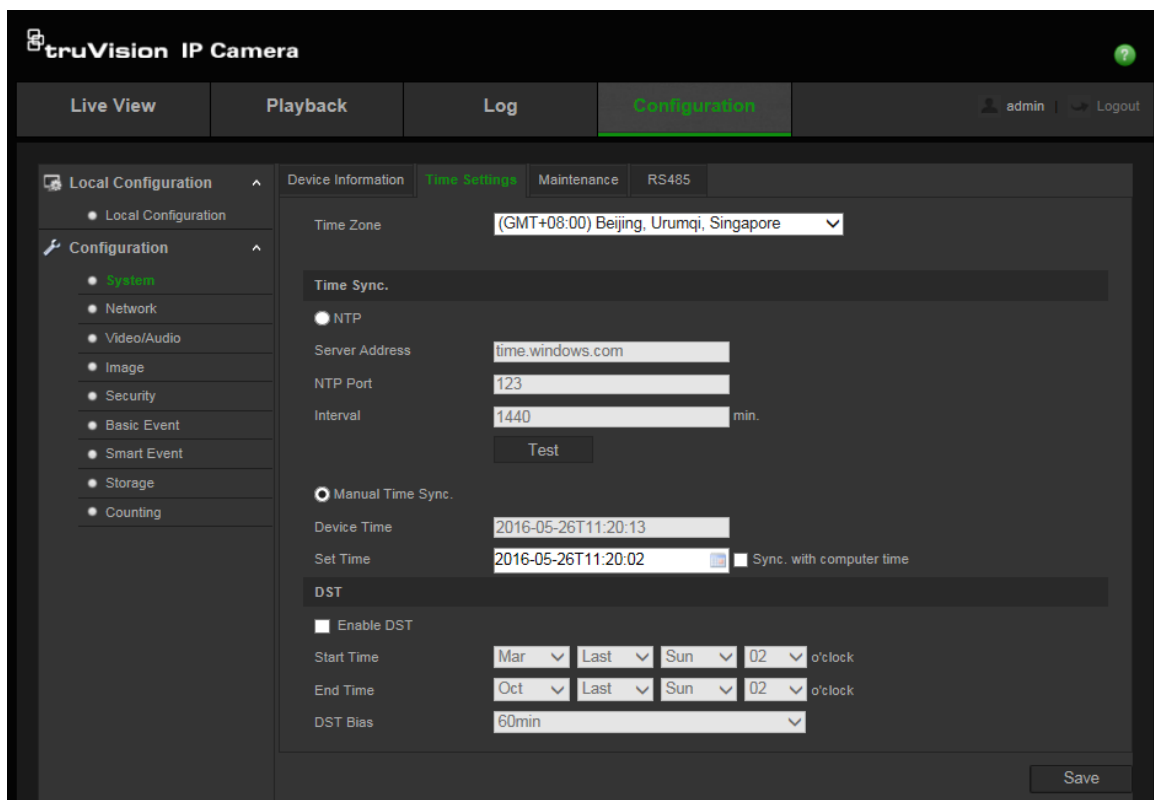 truVision IP Camera
?
Live View Playback Log Configuration admin | Logout
Local Configuration
Local Configuration
Configuration
System
Network
Video/Audio
Image
Security
Basic Event
Smart Event
Storage
Counting
Device Information Time Settings Maintenance RS485
Time Zone (GMT+08:00) Beijing, Urumqi, Singapore
Time Sync.
NTP
Server Address time.windows.com
NTP Port 123
Interval 1440 min.
Test
Manual Time Sync.
Device Time 2016-05-26T11:20:13
Set Time 2016-05-26T11:20:02 Sync. with computer time
DST
Enable DST
Start Time Mar Last Sun 02 o'clock
End Time Oct Last Sun 02 o'clock
DST Bias 60min
Save